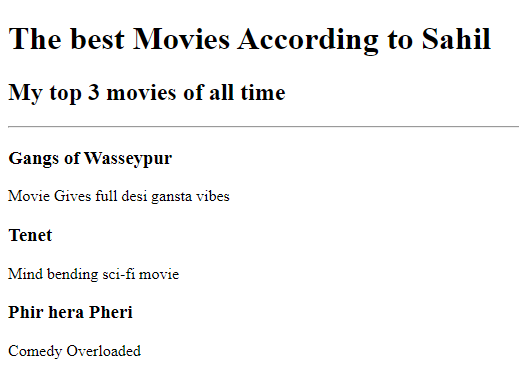 The best Movies According to Sahil
My top 3 movies of all time
Gangs of Wasseypur
Movie Gives full desi gansta vibes
Tenet
Mind bending sci-fi movie
Phir hera Pheri
Comedy Overloaded